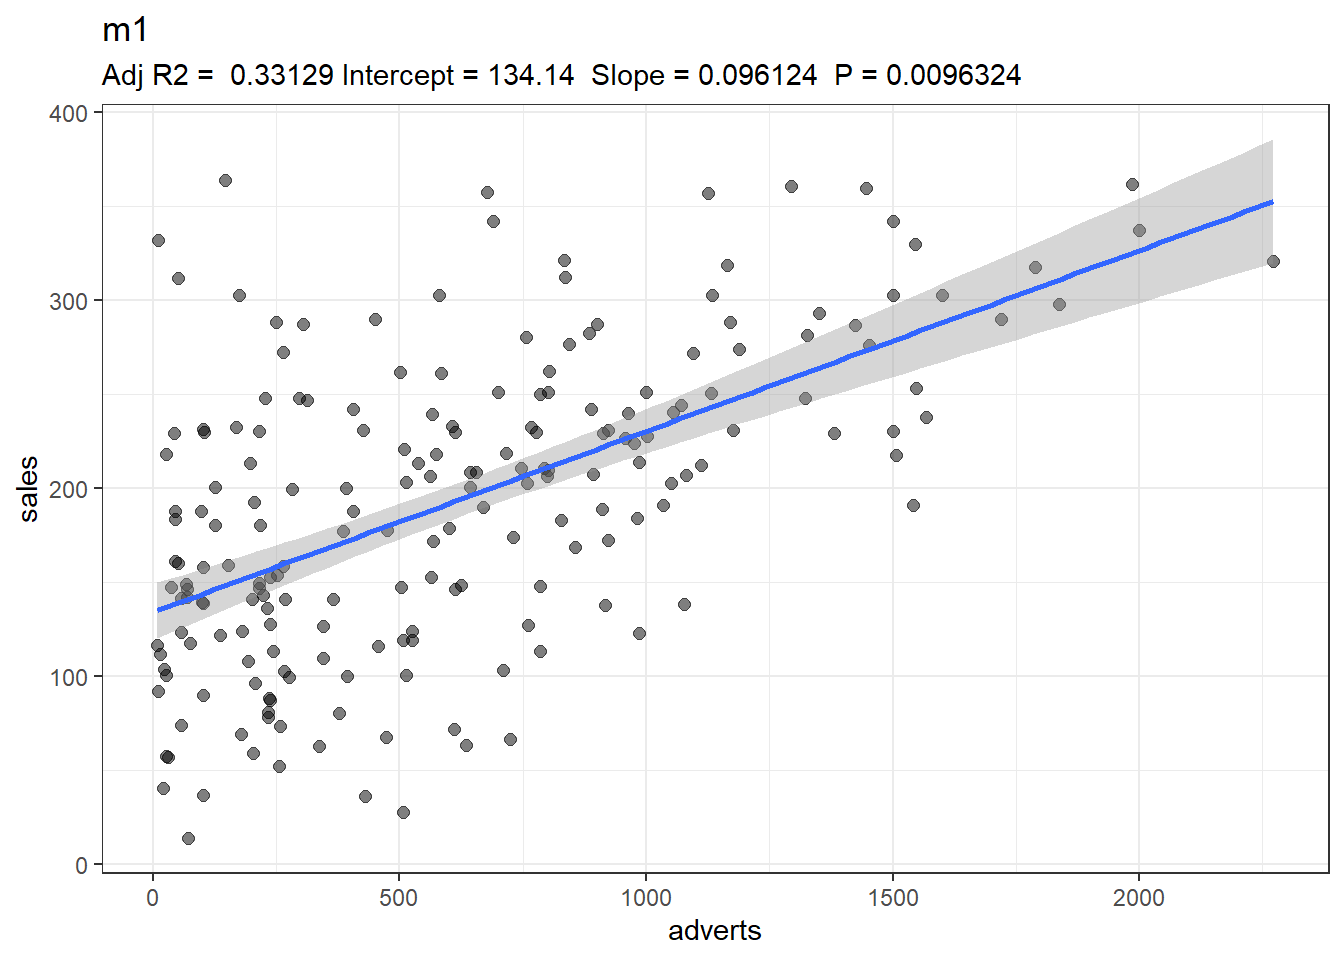 m1
Adj R2 =  0.33129 Intercept = 134.14  Slope = 0.096124  P = 0.0096324
400
300
200
100
0
sales
0 500 1000 1500 2000
adverts